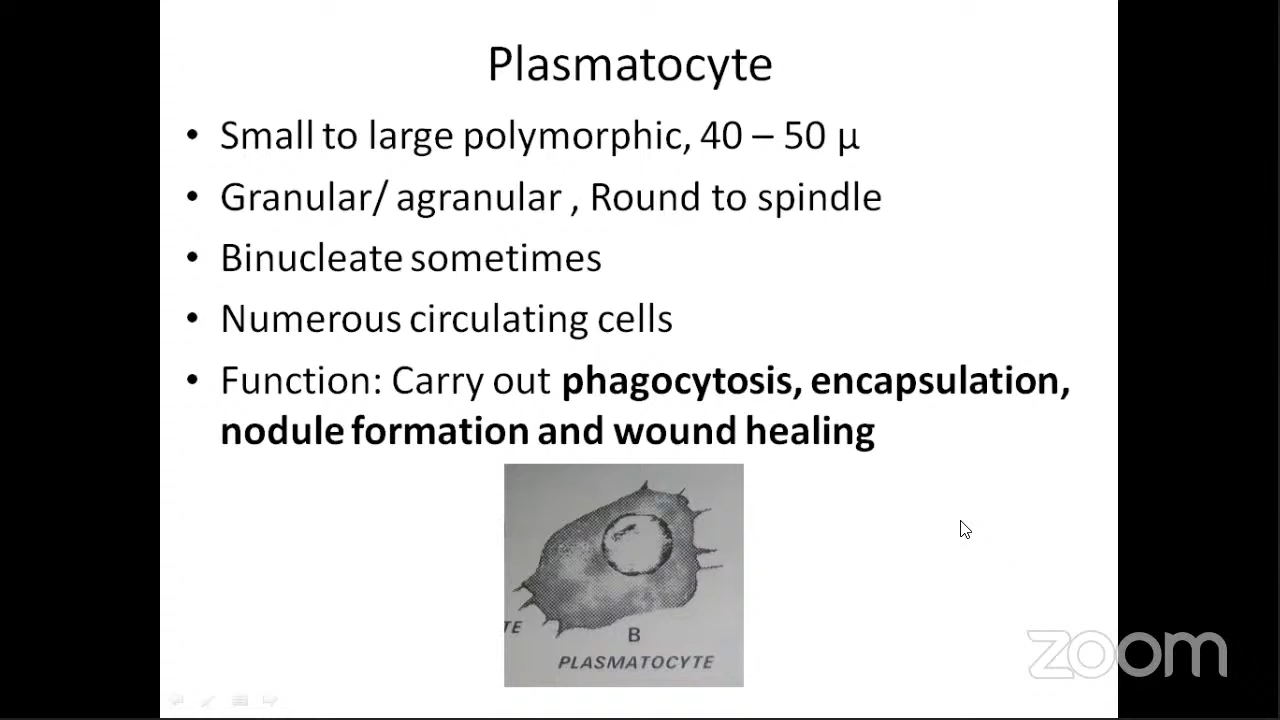 Plasmatocyte
• Small to large polymorphic, 40 – 50 μ
• Granular/ agranular , Round to spindle
• Binucleate sometimes
• Numerous circulating cells
• Function: Carry out phagocytosis, encapsulation,
nodule formation and wound healing
TE
B
PLASMATOCYTE
zoom